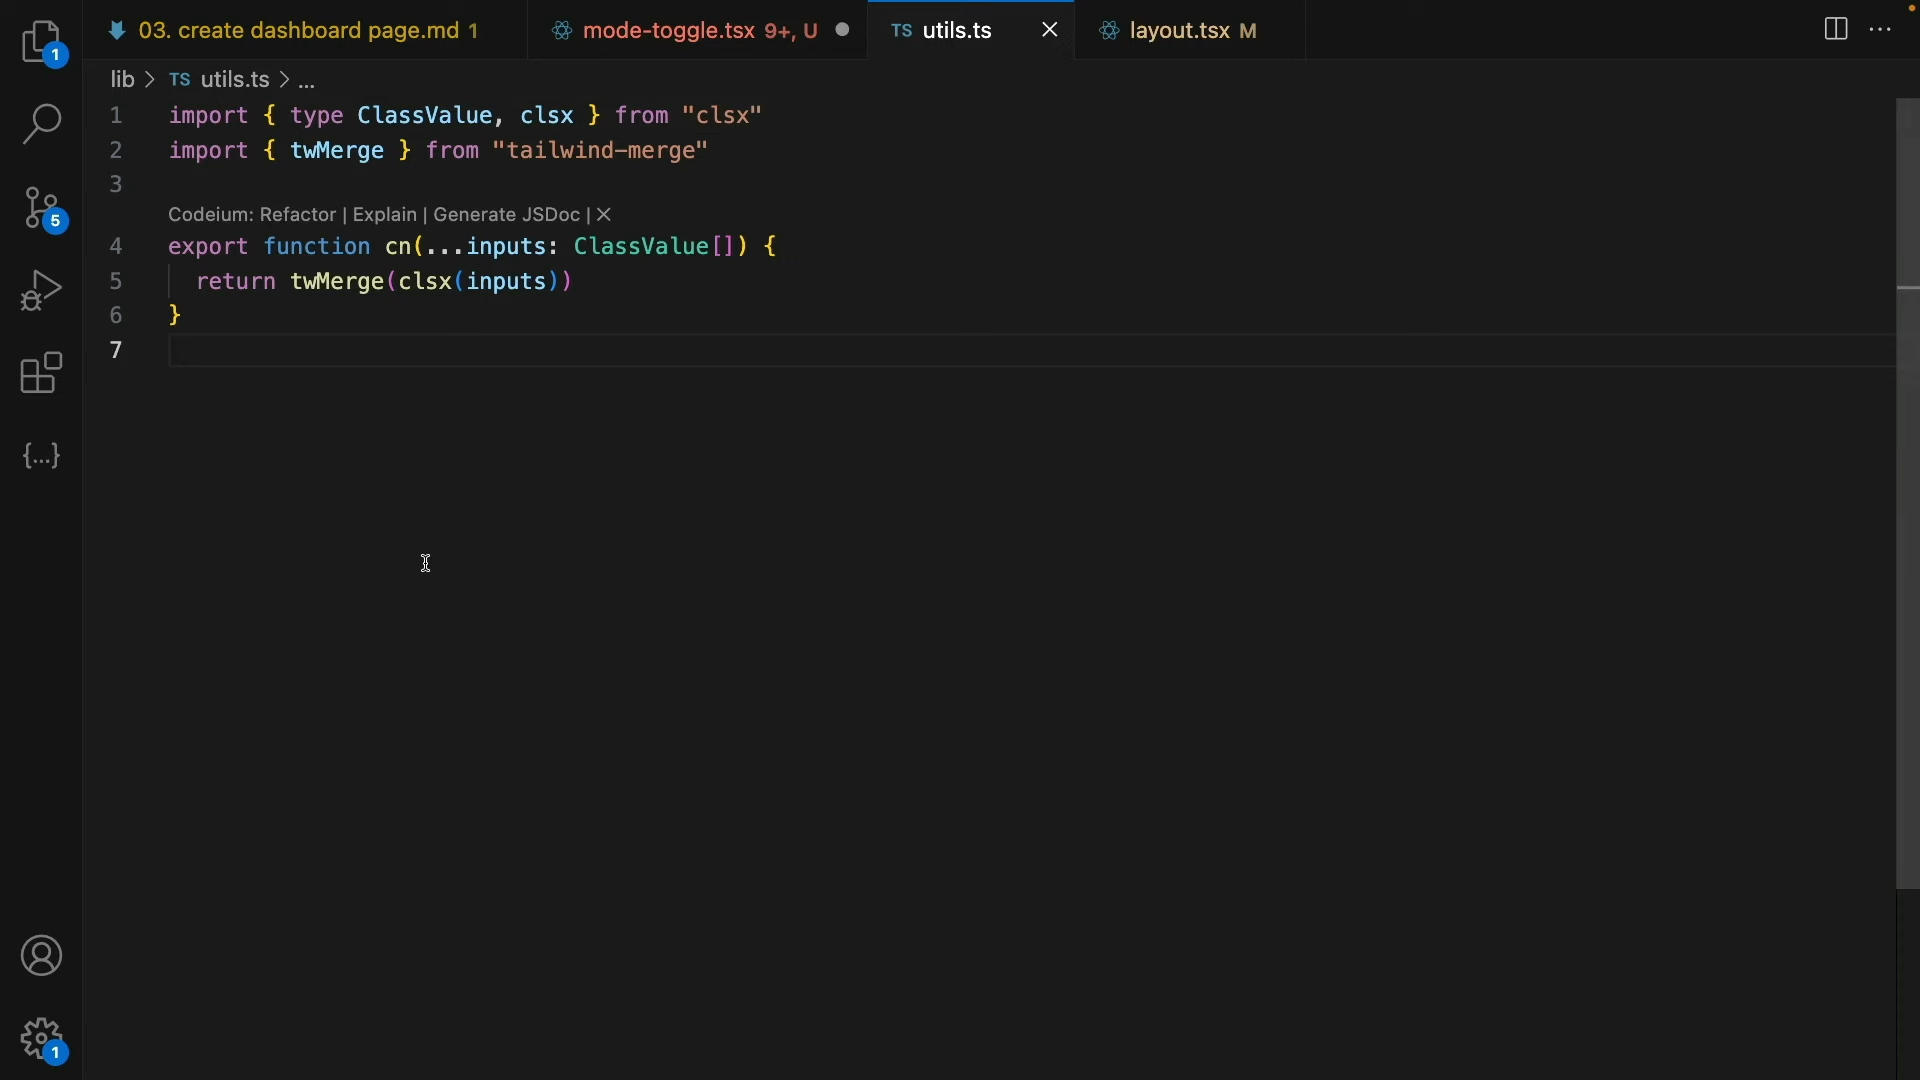 03. create dashboard page.md 1
mode-toggle.tsx 9+, U
TS utils.ts
layout.tsx M
lib > TS utils.ts > ...
1 import { type ClassValue, clsx } from "clsx"
2 import { twMerge } from "tailwind-merge"
3
Codeium: Refactor | Explain | Generate JSDoc | X
4 export function cn(...inputs: ClassValue[]) {
5 return twMerge(clsx(inputs))
6 }
7
1
5
{...}
1